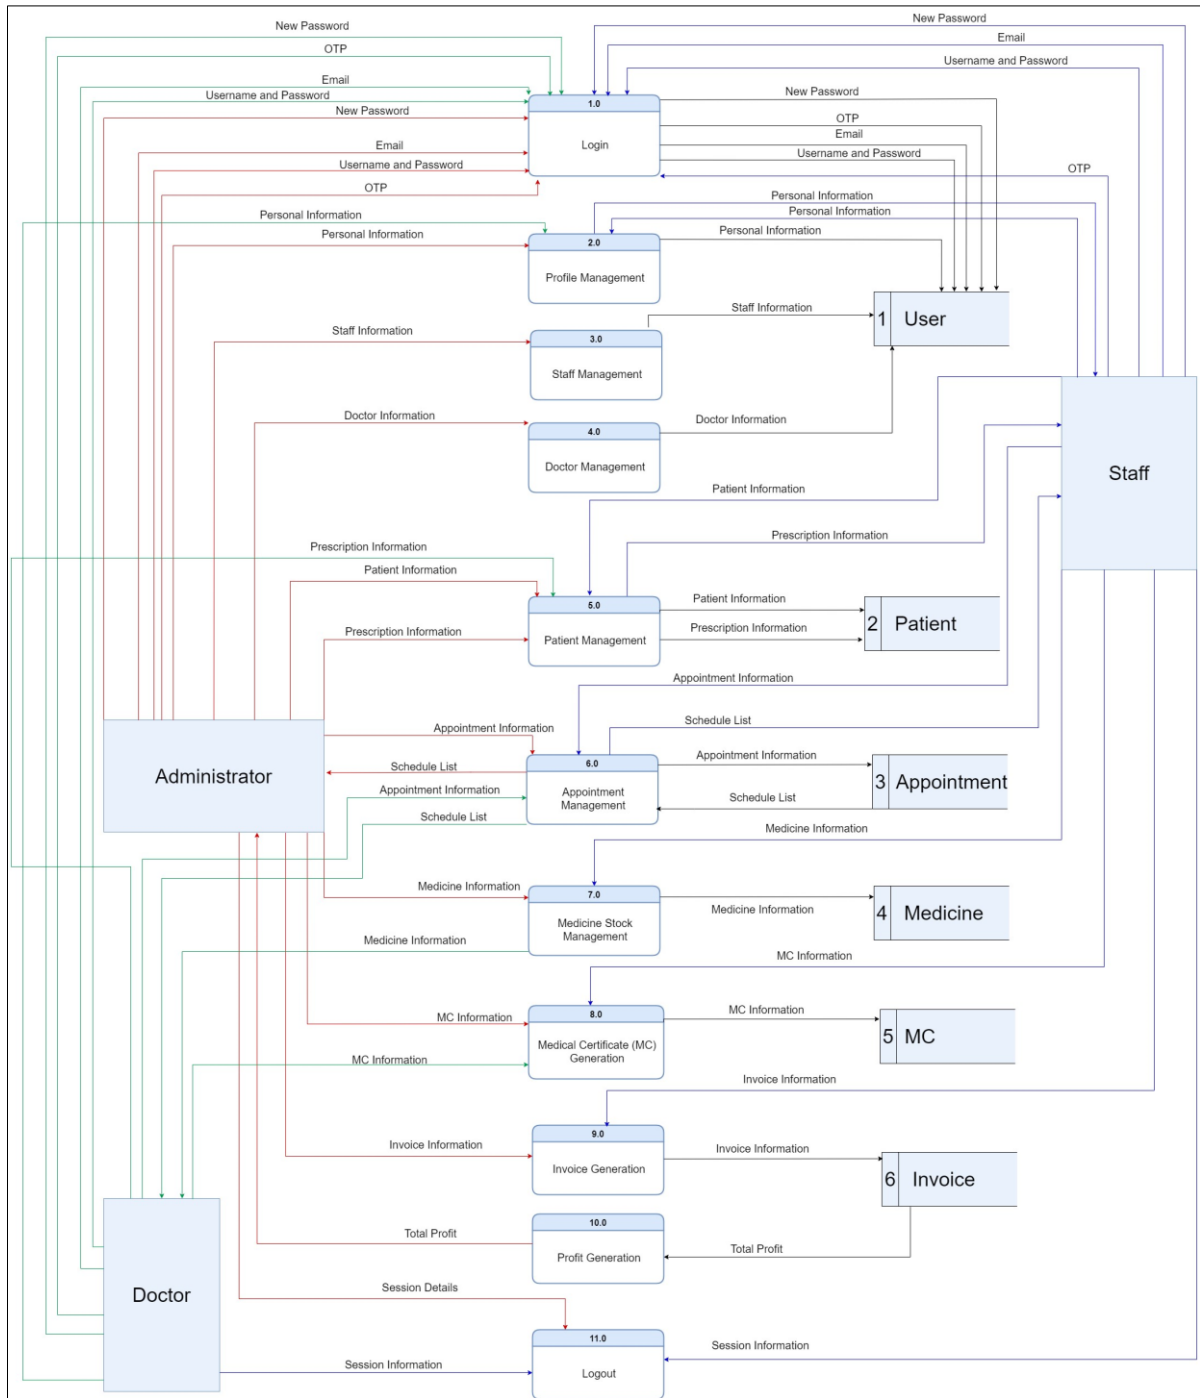 New Password
New Password
Email
OTP
Username and Password
Email
Username and Password
New Password
1.0
Login
New Password
OTP
Email
Username and Password
Email
Username and Password
OTP
OTP
Personal Information
Personal Information
Personal Information
Personal Information
Personal Information
2.0
Profile Management
Staff Information
1 User
Staff Information
3.0
Staff Management
Doctor Information
Doctor Information
4.0
Doctor Management
Staff
Patient Information
Prescription Information
Prescription Information
Patient Information
5.0
Patient Management
Patient Information
Prescription Information
2 Patient
Prescription Information
Appointment Information
Schedule List
Appointment Information
Administrator
Schedule List
6.0
Appointment
Management
Appointment Information
Schedule List
3 Appointment
Appointment Information
Schedule List
Medicine Information
Medicine Information
7.0
Medicine Stock
Management
Medicine Information
4 Medicine
Medicine Information
MC Information
MC Information
8.0
Medical Certificate (MC)
Generation
MC Information
5 MC
MC Information
Invoice Information
Invoice Information
9.0
Invoice Generation
Invoice Information
6 Invoice
Total Profit
10.0
Profit Generation
Total Profit
Doctor
Session Details
11.0
Logout
Session Information
Session Information